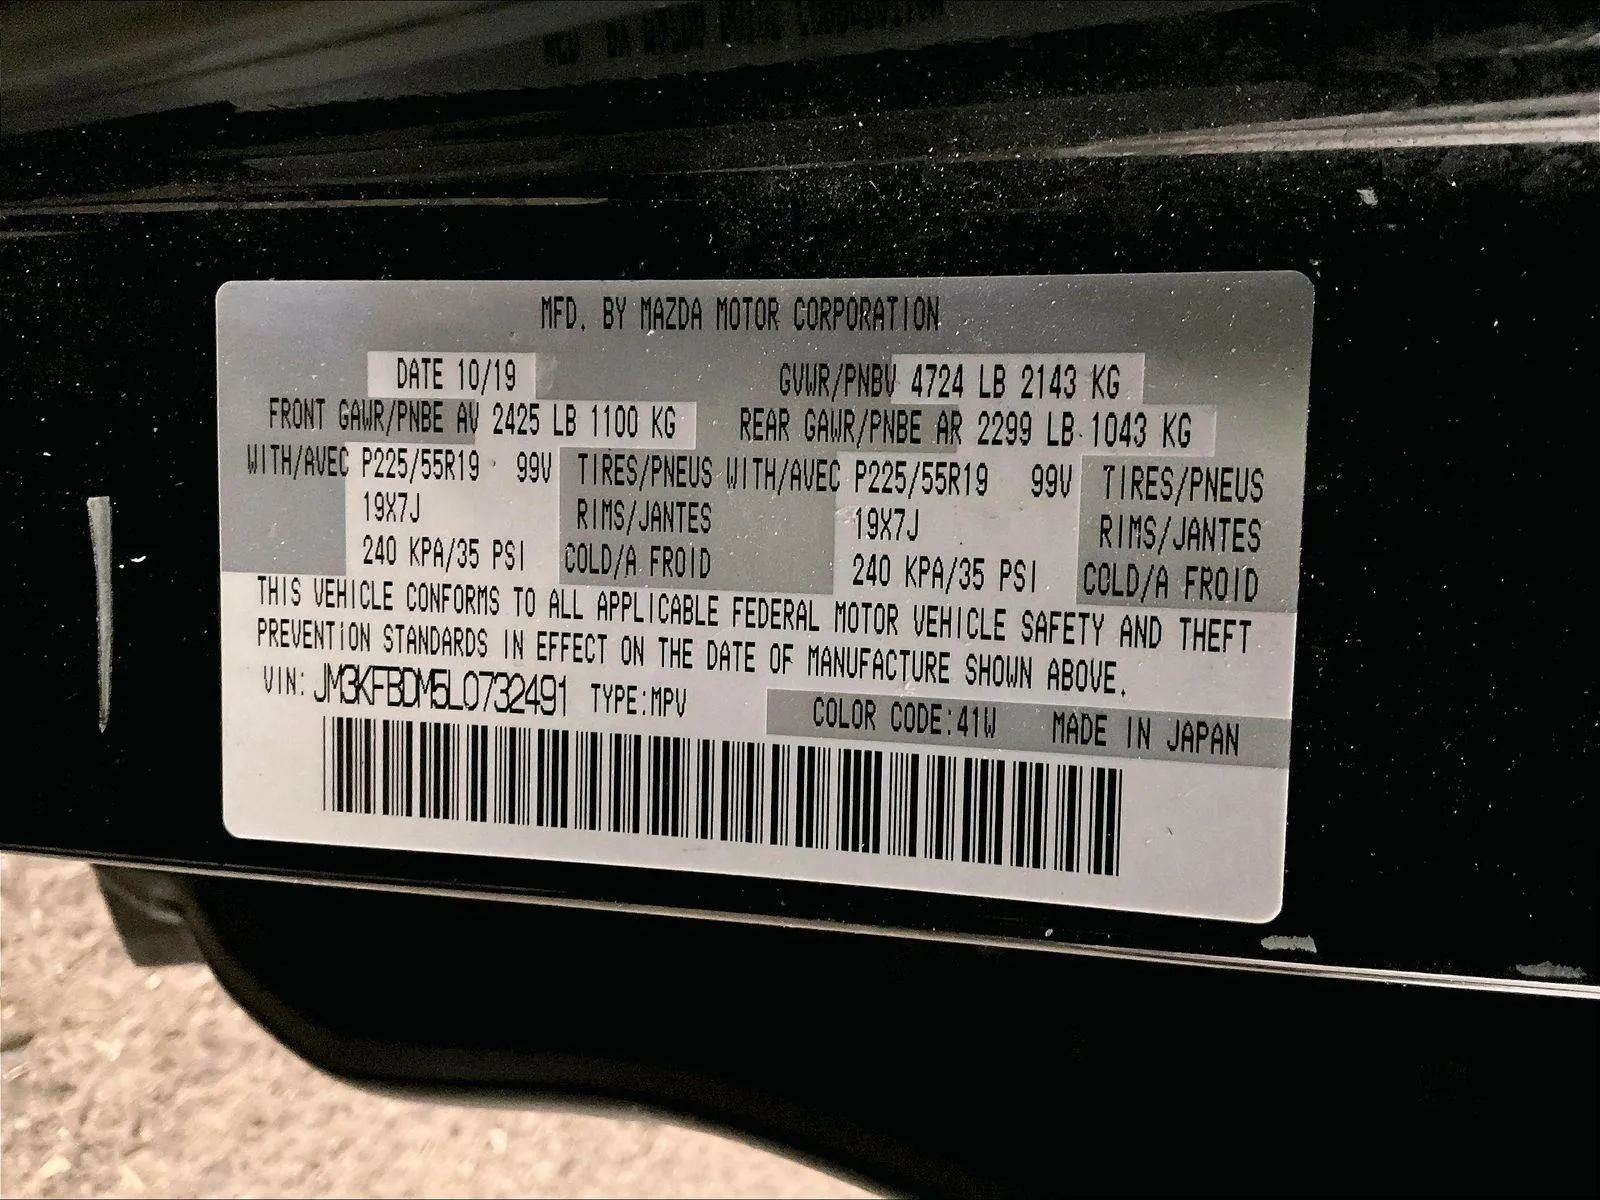 MFD. BY MAZDA MOTOR CORPORATION
DATE 10/19 GVWR/PNBV 4724 LB 2143 KG
FRONT GAWR/PNBE AV 2425 LB 1100 KG REAR GAWR/PNBE AR 2299 LB 1043 KG
WITH/AVEC P225/55R19 99V TIRES/PNEUS WITH/AVEC P225/55R19 99V TIRES/PNEUS
19X7J RIMS/JANTES 19X7J RIMS/JANTES
240 KPA/35 PSI COLD/A FROID 240 KPA/35 PSI COLD/A FROID
THIS VEHICLE CONFORMS TO ALL APPLICABLE FEDERAL MOTOR VEHICLE SAFETY AND THEFT
PREVENTION STANDARDS IN EFFECT ON THE DATE OF MANUFACTURE SHOWN ABOVE.
VIN: JM3KFBDM5L0732491 TYPE:MPV COLOR CODE:41W MADE IN JAPAN